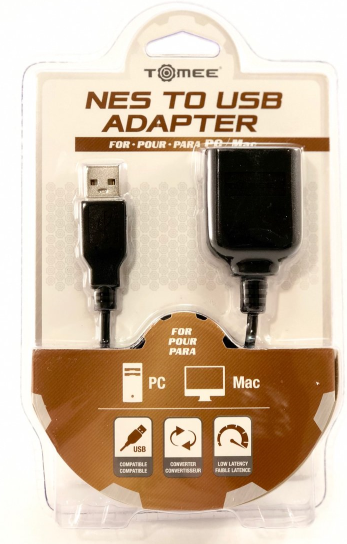 TOMEE
NES TO USB
ADAPTER
FOR · POUR · PARA PC/Mac
FOR
POUR
PARA
PC
Mac
USB
COMPATIBLE
COMPATIBLE
CONVERTER
CONVERTISSEUR
LOW LATENCY
FAIBLE LATENCE